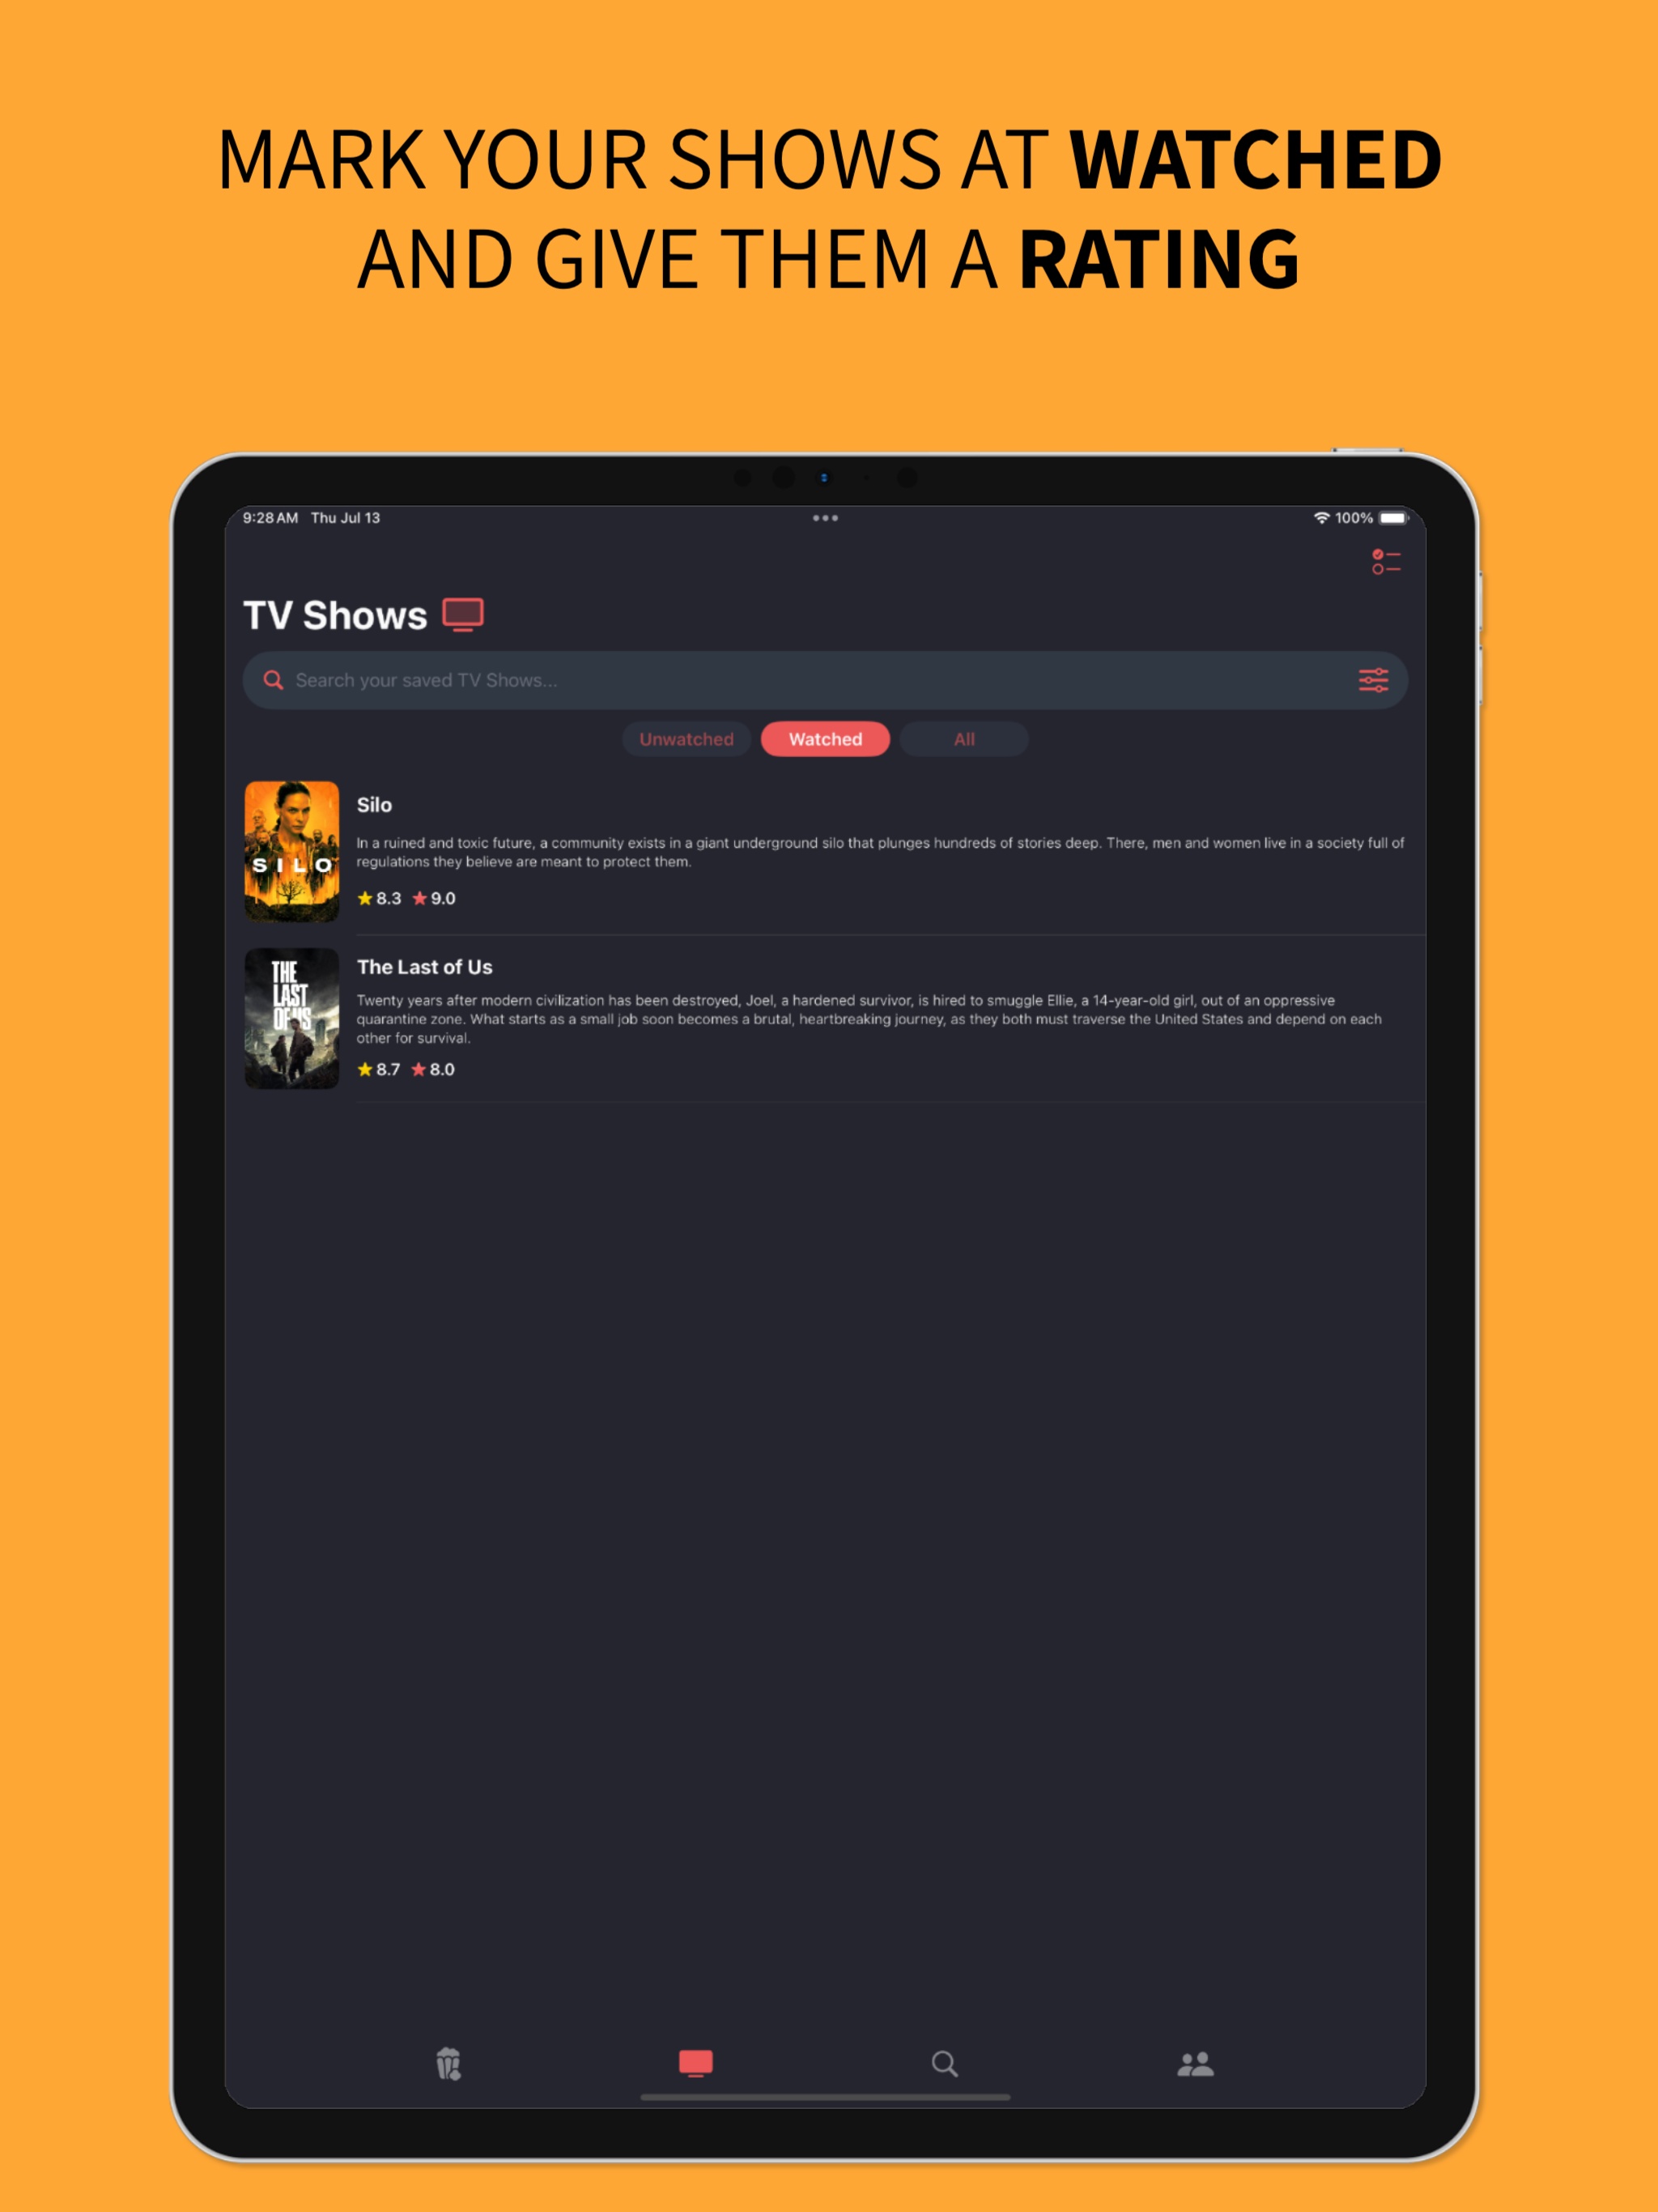 MARK YOUR SHOWS AT WATCHED
AND GIVE THEM A RATING
9:28 AM Thu Jul 13
100%
TV Shows
Search your saved TV Shows...
Unwatched Watched All
SILO
Silo
In a ruined and toxic future, a community exists in a giant underground silo that plunges hundreds of stories deep. There, men and women live in a society full of
regulations they believe are meant to protect them.
8.3 9.0
THE
LAST
OF US
The Last of Us
Twenty years after modern civilization has been destroyed, Joel, a hardened survivor, is hired to smuggle Ellie, a 14-year-old girl, out of an oppressive
quarantine zone. What starts as a small job soon becomes a brutal, heartbreaking journey, as they both must traverse the United States and depend on each
other for survival.
8.7 8.0